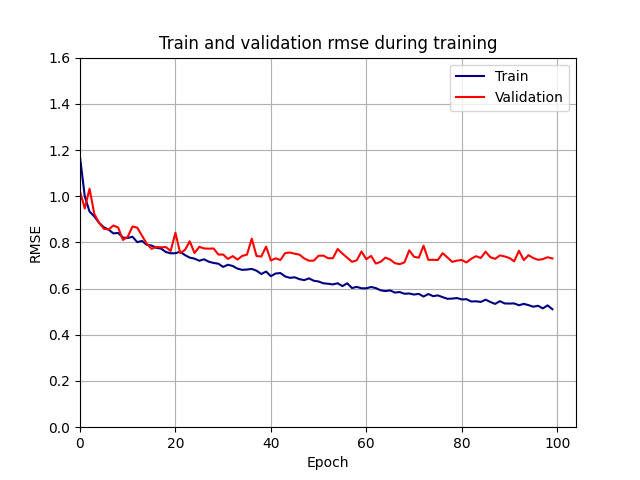 Train and validation rmse during training
Train
Validation
RMSE
1.6
1.4
1.2
1.0
0.8
0.6
0.4
0.2
0.0
0 20 40 60 80 100
Epoch